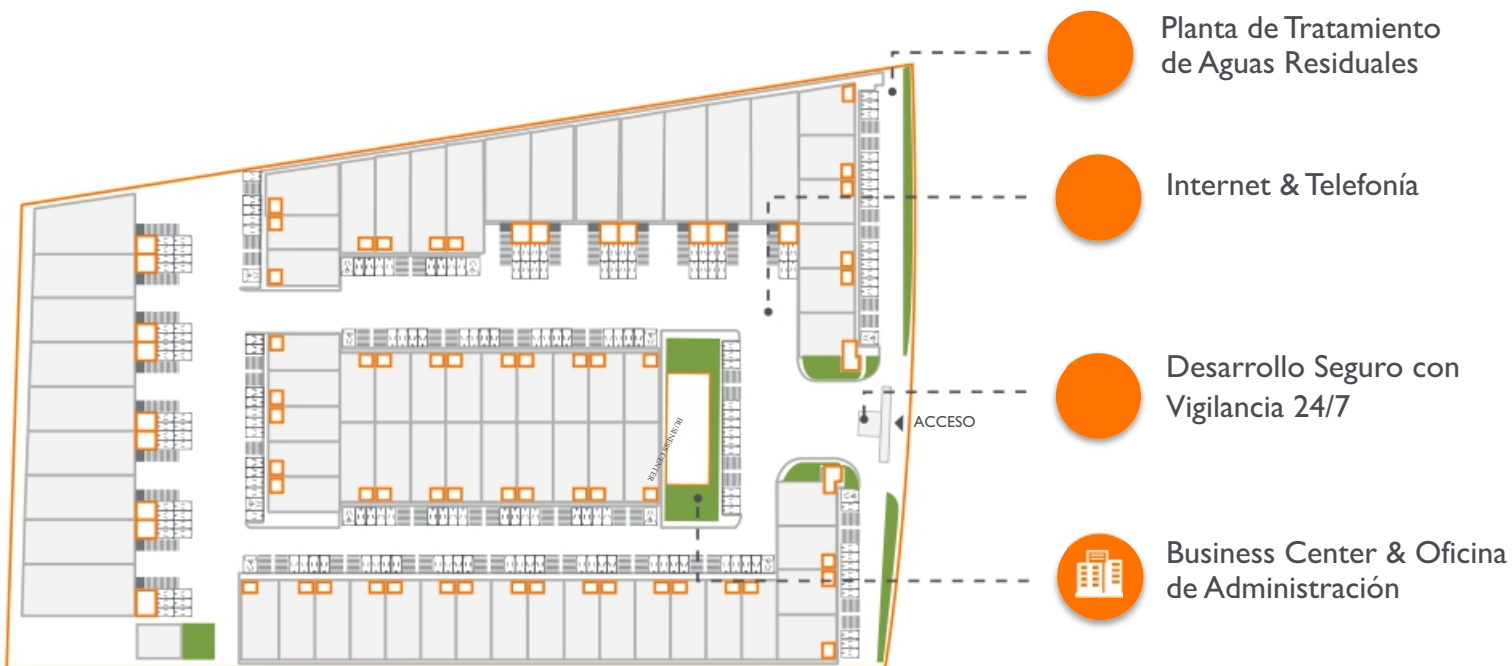 Planta de Tratamiento
de Aguas Residuales
Internet & Telefonía
Desarrollo Seguro con
Vigilancia 24/7
ACCESO
BUSINESS CENTER
Business Center & Oficina
de Administración